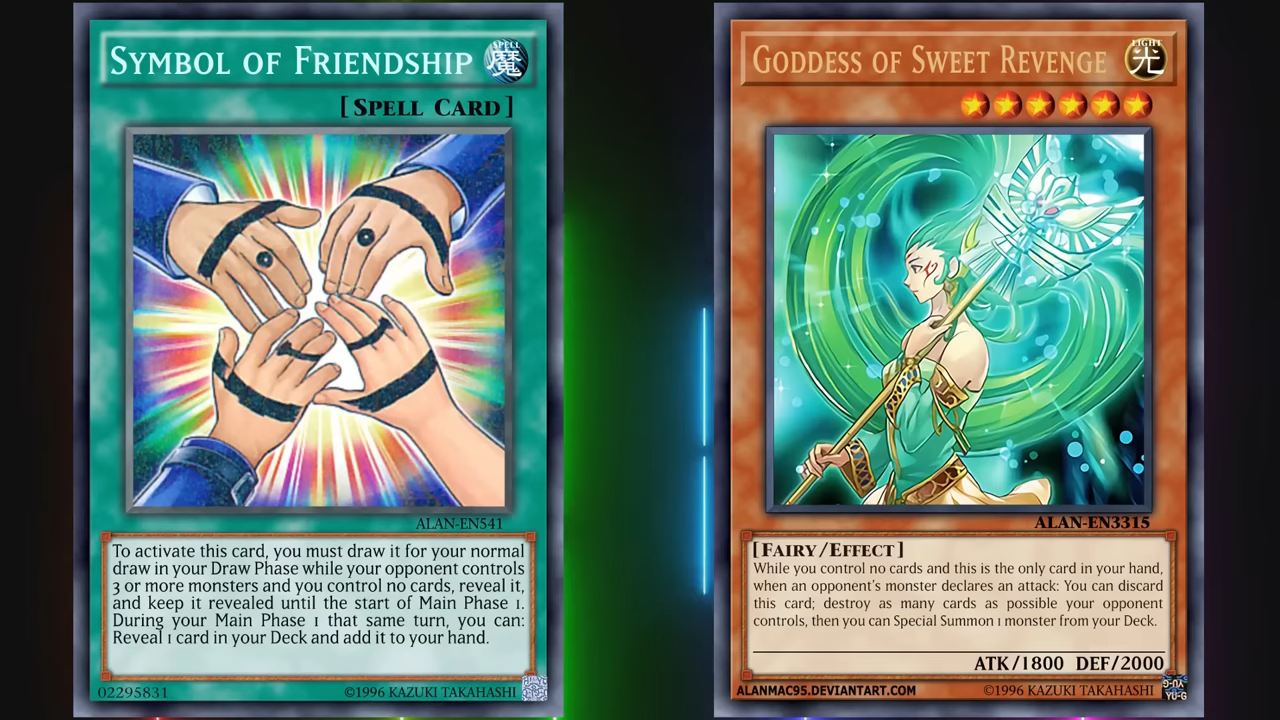 SYMBOL OF FRIENDSHIP
SPELL
魔
[SPELL CARD]
ALAN-EN541
To activate this card, you must draw it for your normal
draw in your Draw Phase while your opponent controls
3 or more monsters and you control no cards, reveal it,
and keep it revealed until the start of Main Phase 1.
During your Main Phase 1 that same turn, you can:
Reveal 1 card in your Deck and add it to your hand.
02295831
©1996 KAZUKI TAKAHASHI
GODDESS OF SWEET REVENGE
LIGHT
光
ALAN-EN3315
[FAIRY/EFFECT]
While you control no cards and this is the only card in your hand,
when an opponent's monster declares an attack: You can discard
this card; destroy as many cards as possible your opponent
controls, then you can Special Summon 1 monster from your Deck.
ATK/1800 DEF/2000
ALANMAC95.DEVIANTART.COM
©1996 KAZUKI TAKAHASHI